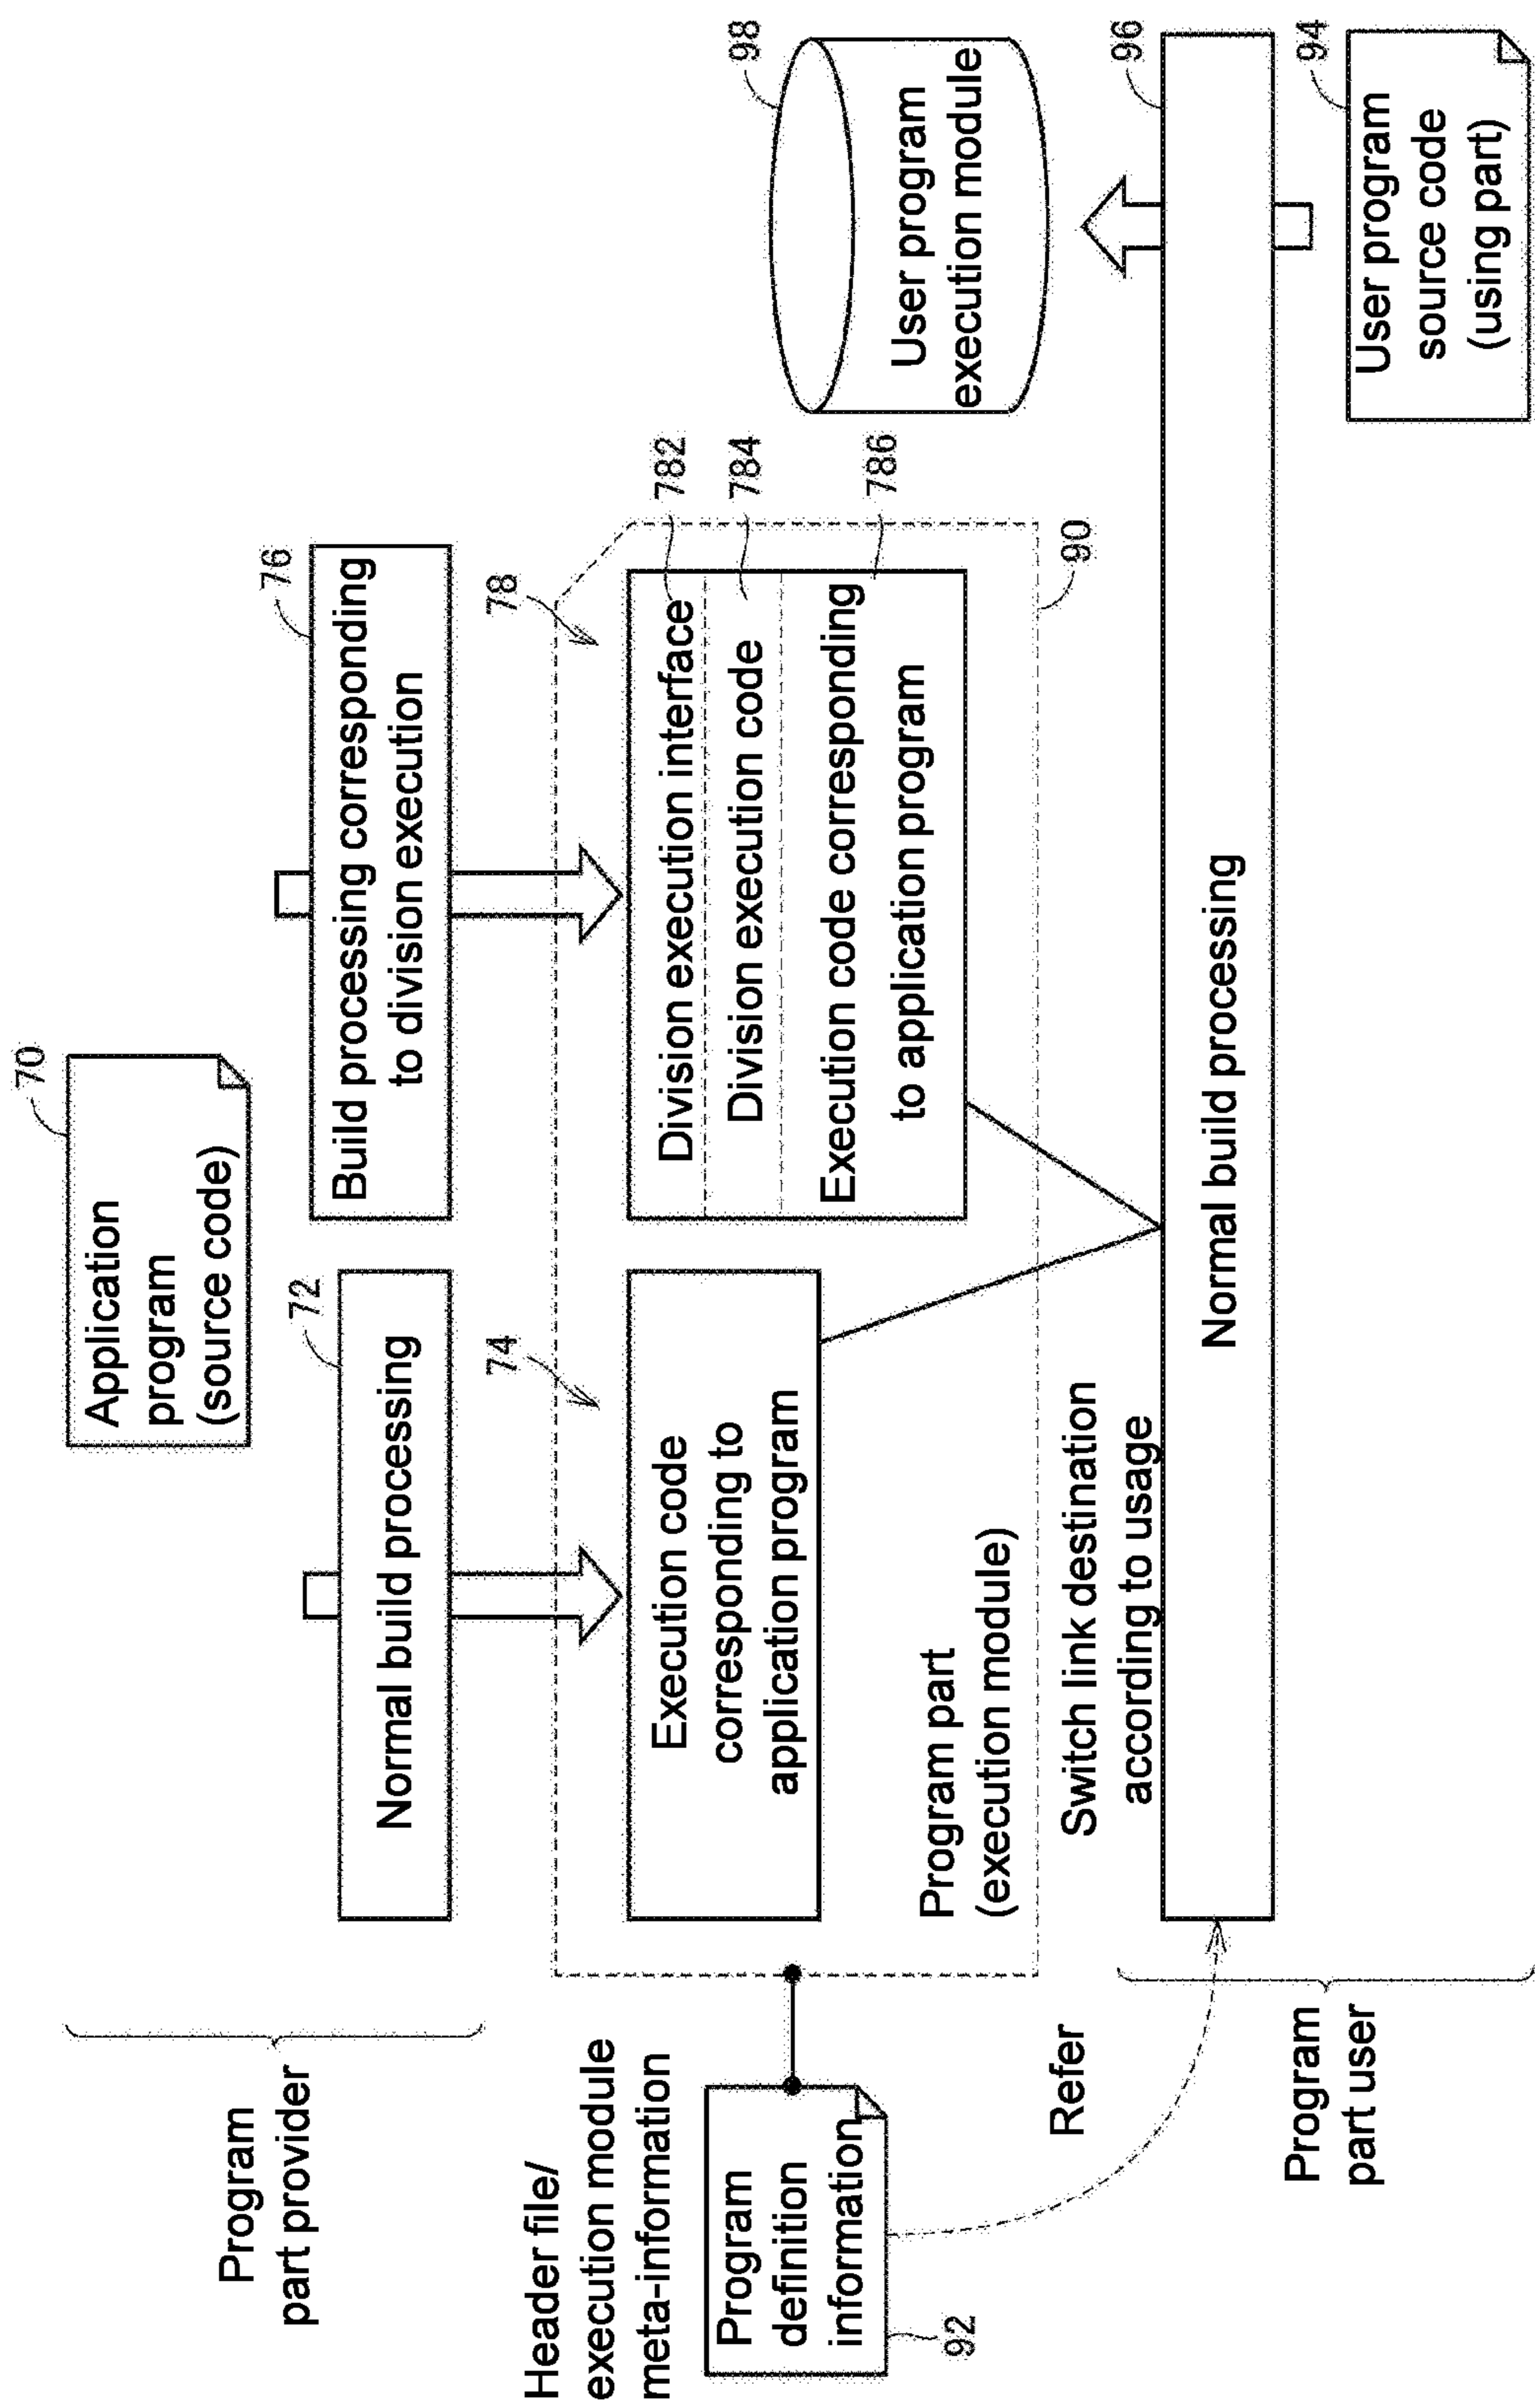 70
Application
program
(source code)
Program
part provider
72
Normal build processing
76
Build processing corresponding
to division execution
Header file/
execution module
meta-information
74
78
Execution code
corresponding to
application program
Division execution interface
782
Division execution code
784
Execution code corresponding
to application program
786
Program
definition
information
92
Program part
(execution module)
90
User program
execution module
98
Refer
Switch link destination
according to usage
Normal build processing
96
Program
part user
User program
source code
(using part)
94